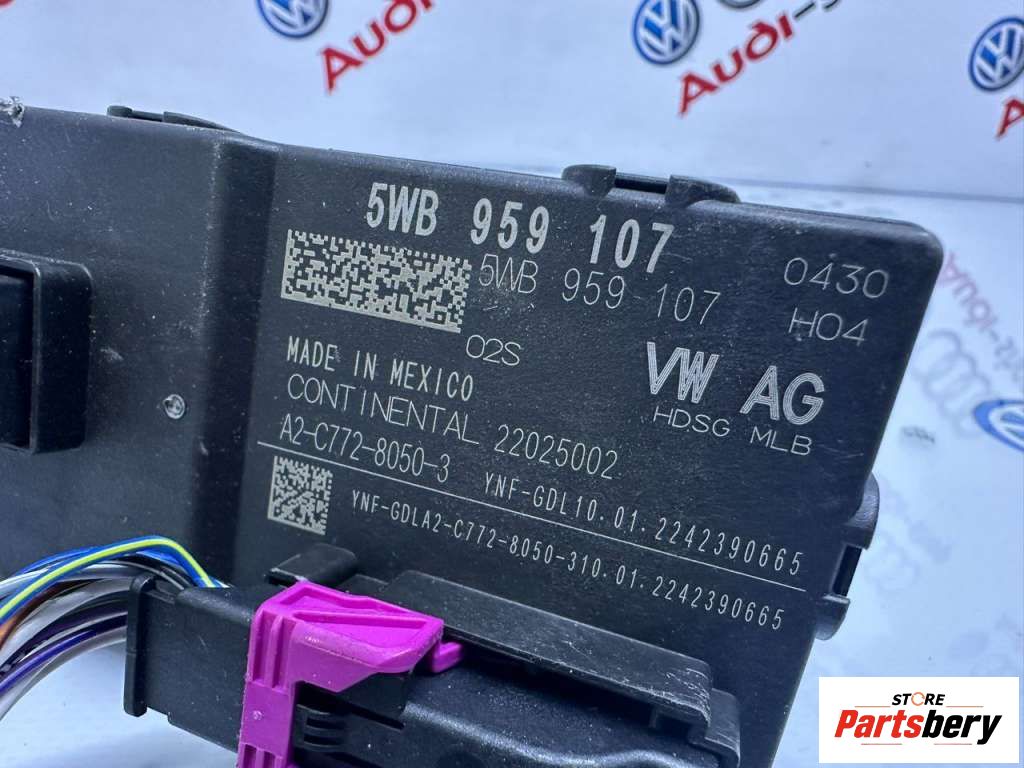 Audi
Audi-s
5WB 959 107
5WB 959 107
0430
H04
02S
VW AG
HDSG MLB
MADE IN MEXICO
CONTINENTAL 22025002
A2-C772-8050-3 YNF-GDL10.01.2242390665
YNF-GDLA2-C772-8050-310.01.2242390665
STORE
Partsbery